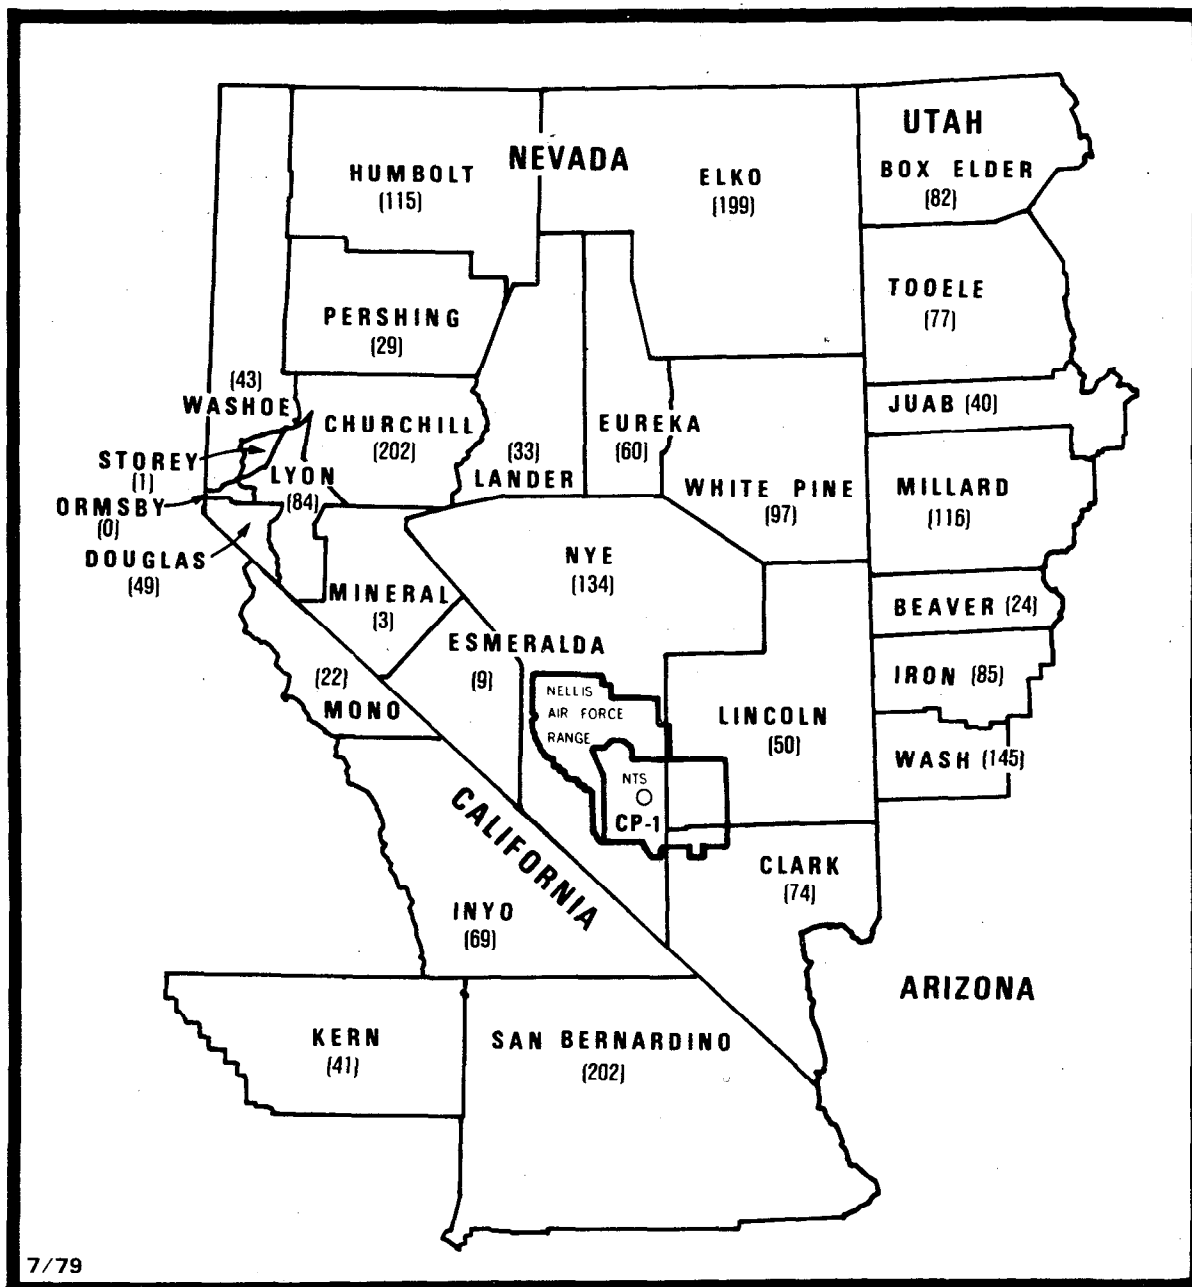 UTAH
NEVADA
HUMBOLT
(115)
ELKO
(199)
BOX ELDER
(82)
PERSHING
(29)
TOOELE
(77)
(43)
WASHOE
CHURCHILL
(202)
JUAB (40)
EUREKA
(60)
(33)
LANDER
STOREY
(1)
LYON
(84)
ORMSBY
(0)
WHITE PINE
(97)
MILLARD
(116)
DOUGLAS
(49)
NYE
(134)
MINERAL
(3)
BEAVER (24)
ESMERALDA
(9)
(22)
MONO
IRON (85)
NELLIS
AIR FORCE
RANGE
LINCOLN
(50)
WASH (145)
NTS
CP-1
CALIFORNIA
CLARK
(74)
INYO
(69)
ARIZONA
KERN
(41)
SAN BERNARDINO
(202)
7/79